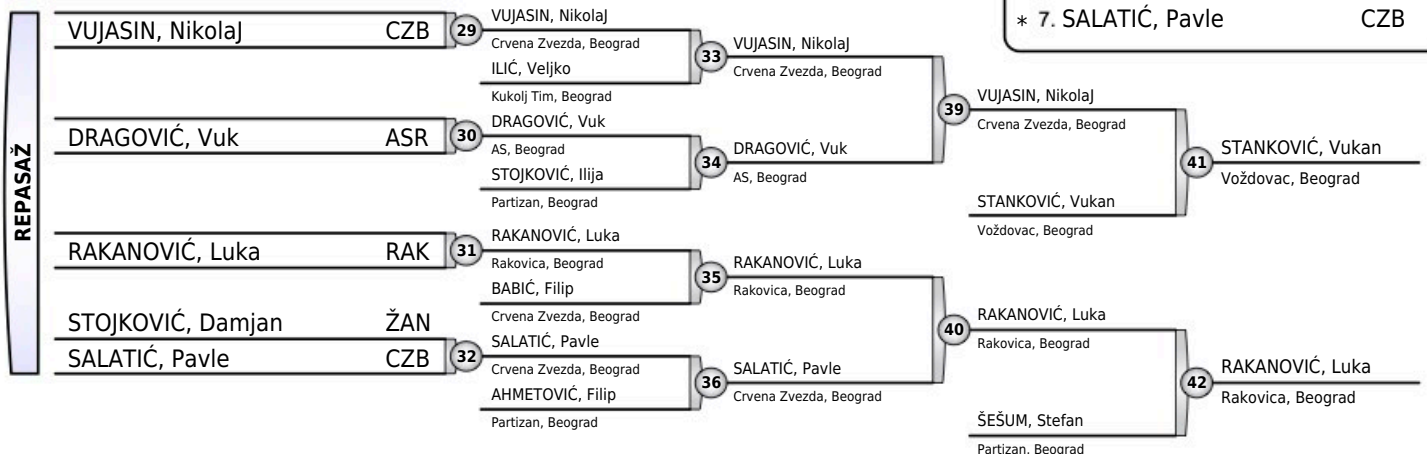 * 7. SALATIĆ, Pavle CZB
REPASAŽ
VUJASIN, NikolaJ CZB
29
VUJASIN, NikolaJ
Crvena Zvezda, Beograd
ILIĆ, Veljko
Kukolj Tim, Beograd
33
VUJASIN, NikolaJ
Crvena Zvezda, Beograd
DRAGOVIĆ, Vuk ASR
30
DRAGOVIĆ, Vuk
AS, Beograd
STOJKOVIĆ, Ilija
Partizan, Beograd
34
DRAGOVIĆ, Vuk
AS, Beograd
39
VUJASIN, NikolaJ
Crvena Zvezda, Beograd
STANKOVIĆ, Vukan
Voždovac, Beograd
41
STANKOVIĆ, Vukan
Voždovac, Beograd
RAKANOVIĆ, Luka RAK
31
RAKANOVIĆ, Luka
Rakovica, Beograd
BABIĆ, Filip
Crvena Zvezda, Beograd
35
RAKANOVIĆ, Luka
Rakovica, Beograd
STOJKOVIĆ, Damjan ŽAN
SALATIĆ, Pavle CZB
32
SALATIĆ, Pavle
Crvena Zvezda, Beograd
AHMETOVIĆ, Filip
Partizan, Beograd
36
SALATIĆ, Pavle
Crvena Zvezda, Beograd
40
RAKANOVIĆ, Luka
Rakovica, Beograd
ŠEŠUM, Stefan
Partizan, Beograd
42
RAKANOVIĆ, Luka
Rakovica, Beograd